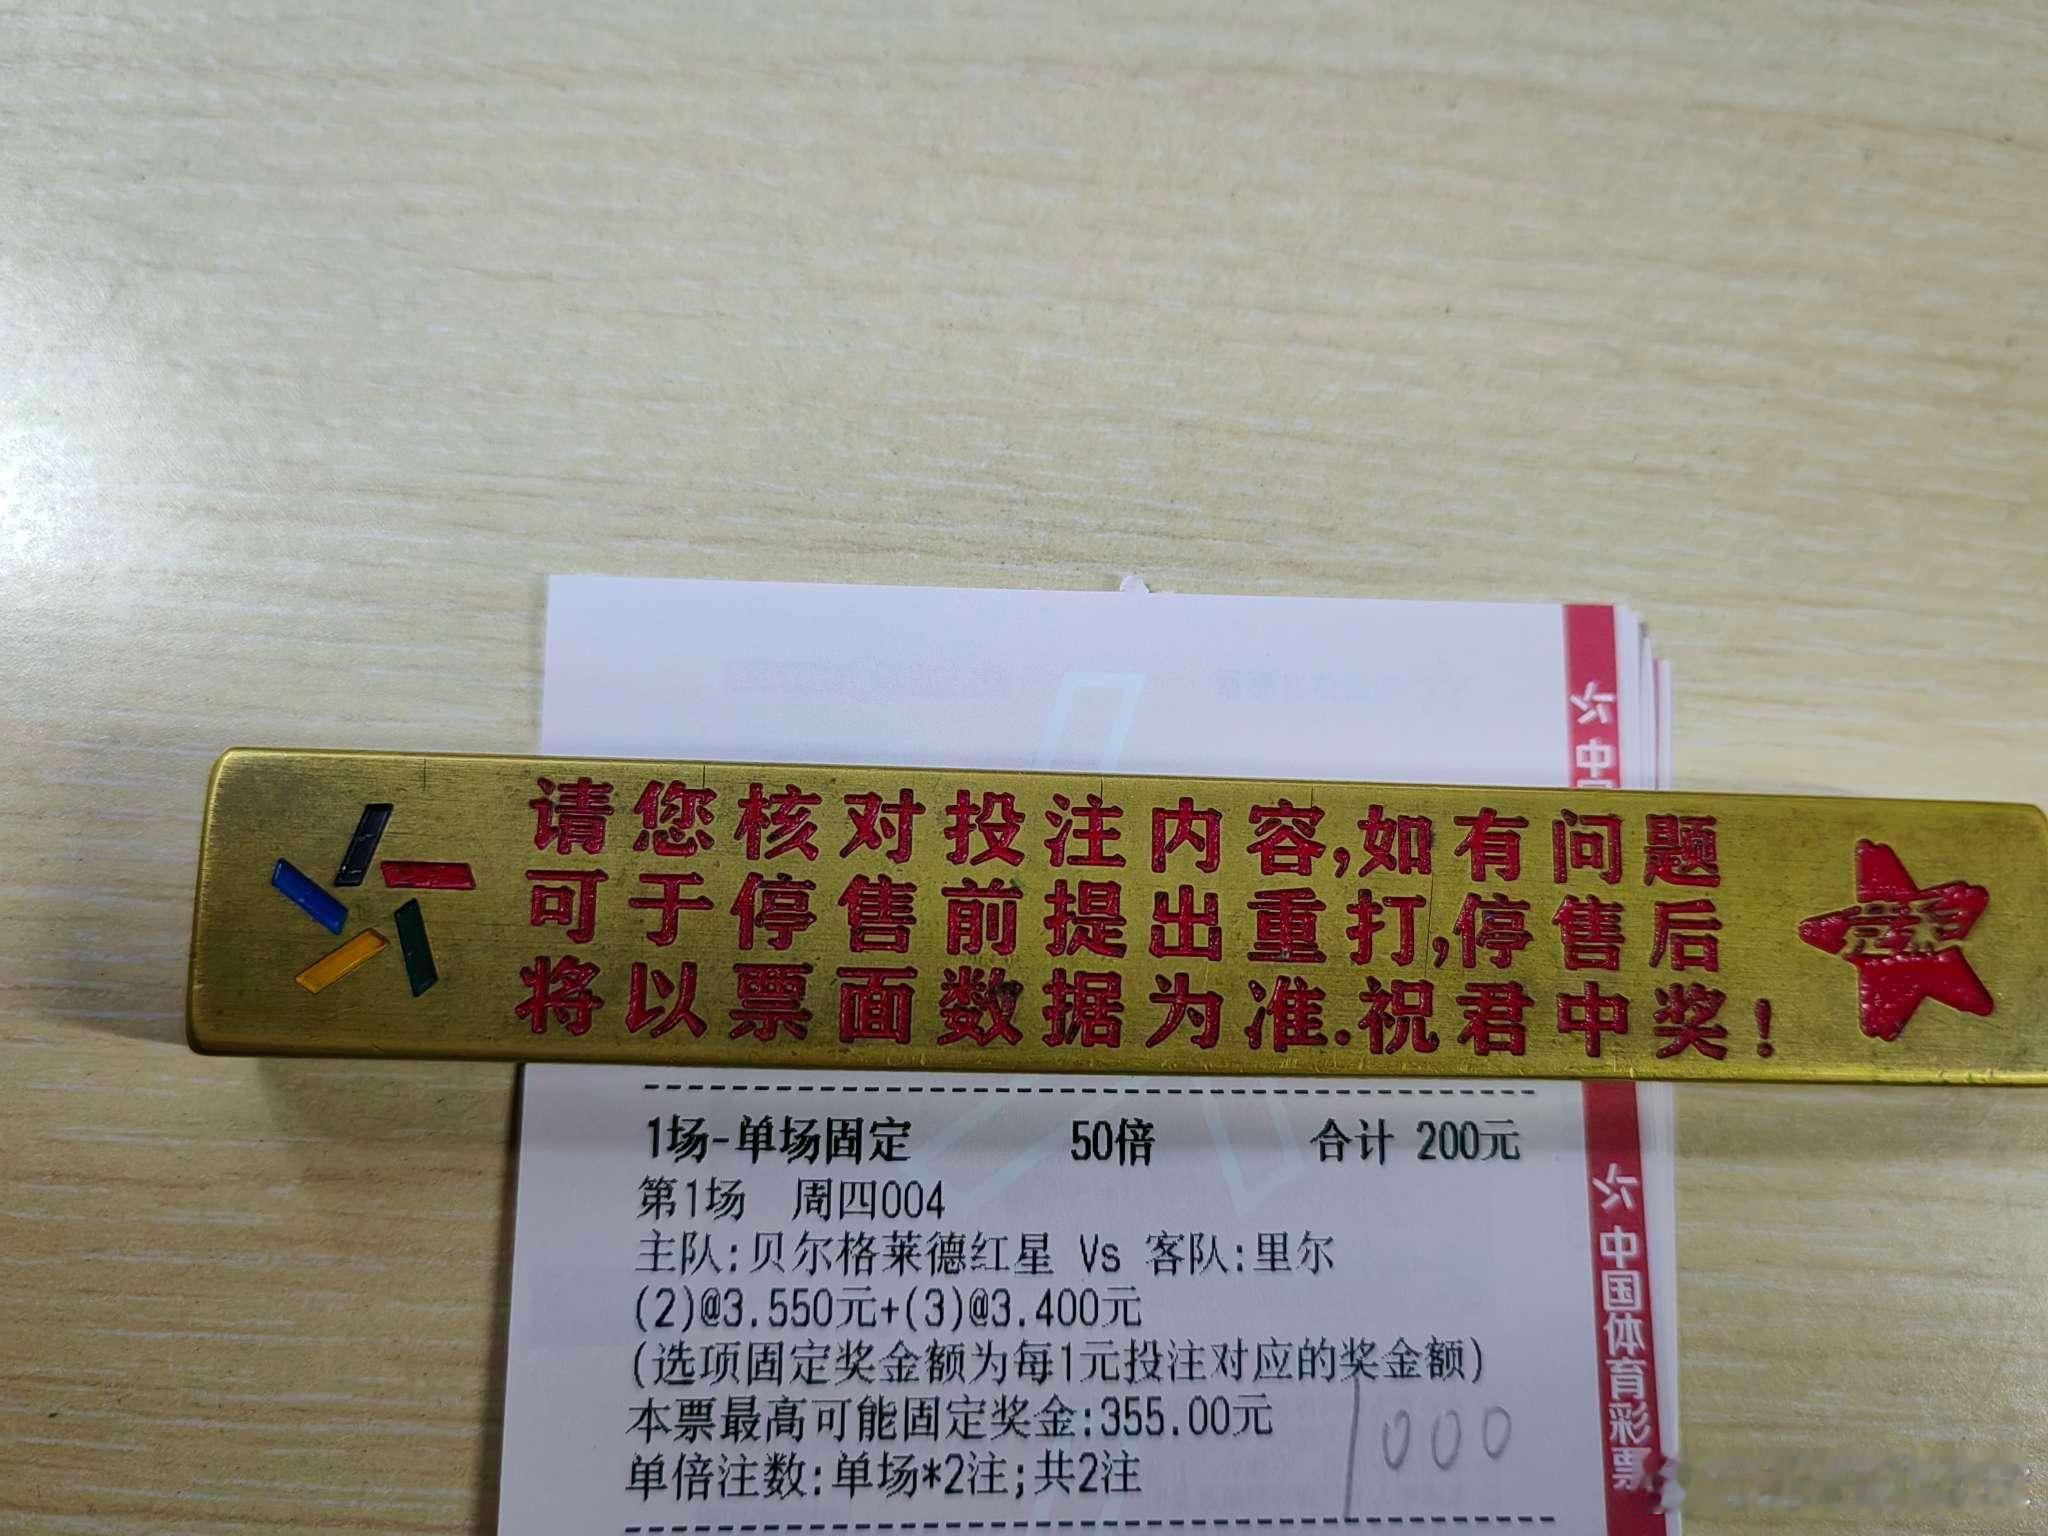 请您核对投注内容,如有问题
可于停售前提出重打,停售后
将以票面数据为准.祝君中奖!
1场-单场固定 50倍 合计 200元
第1场 周四004
主队:贝尔格莱德红星 Vs 客队:里尔
(2)@3.550元+(3)@3.400元
(选项固定奖金额为每1元投注对应的奖金额)
本票最高可能固定奖金:355.00元
1000
单倍注数:单场*2注;共2注
中
中国体育彩票